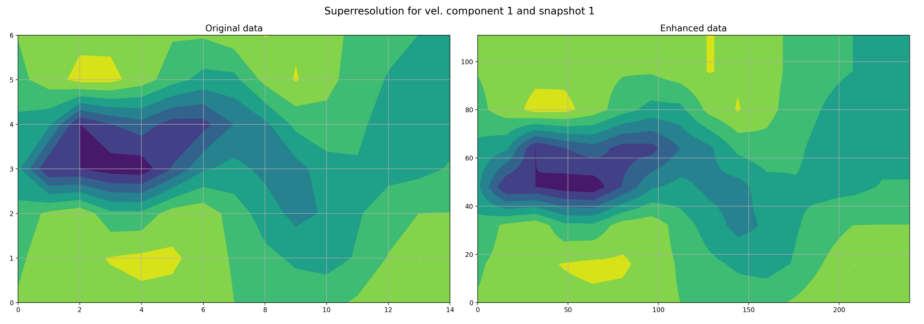 Superresolution for vel. component 1 and snapshot 1
Original data
Enhanced data
6
5
4
3
2
1
0
0 2 4 6 8 10 12 14
100
80
60
40
20
0
0 50 100 150 200